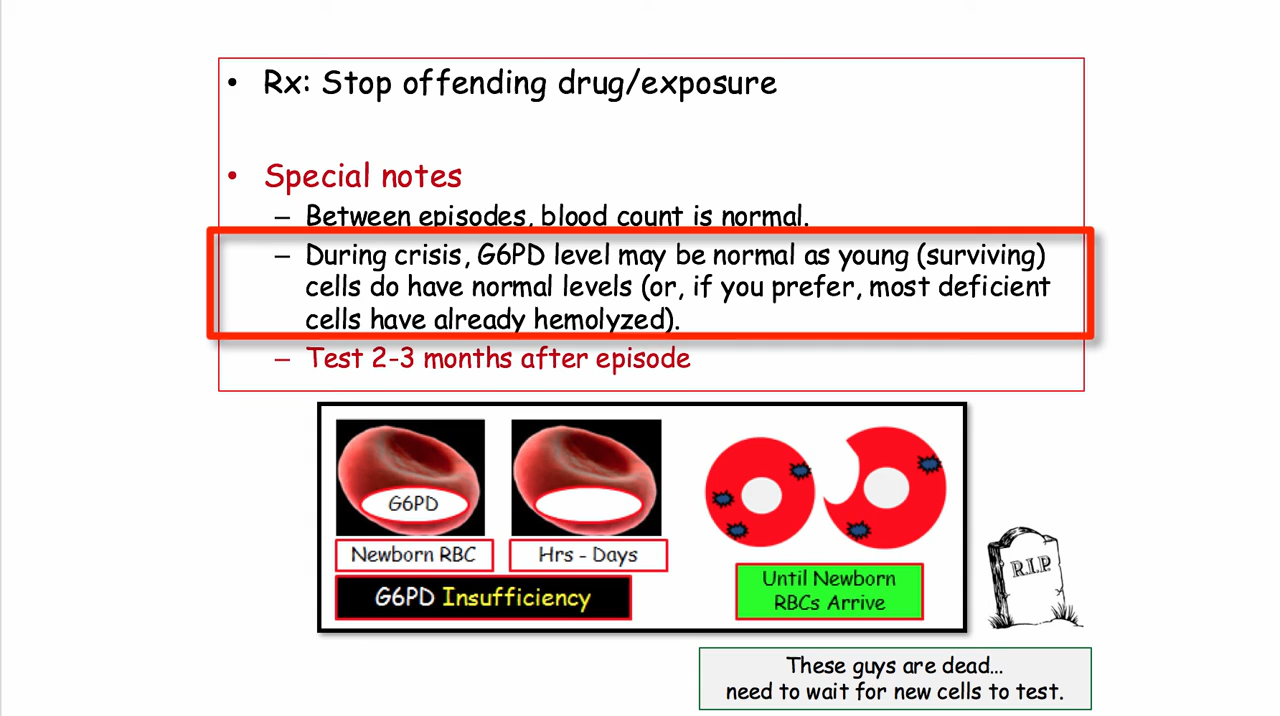 • Rx: Stop offending drug/exposure
• Special notes
– Between episodes, blood count is normal.
– During crisis, G6PD level may be normal as young (surviving)
cells do have normal levels (or, if you prefer, most deficient
cells have already hemolyzed).
– Test 2-3 months after episode
G6PD
Newborn RBC
Hrs - Days
G6PD Insufficiency
Until Newborn
RBCs Arrive
R.I.P.
These guys are dead...
need to wait for new cells to test.